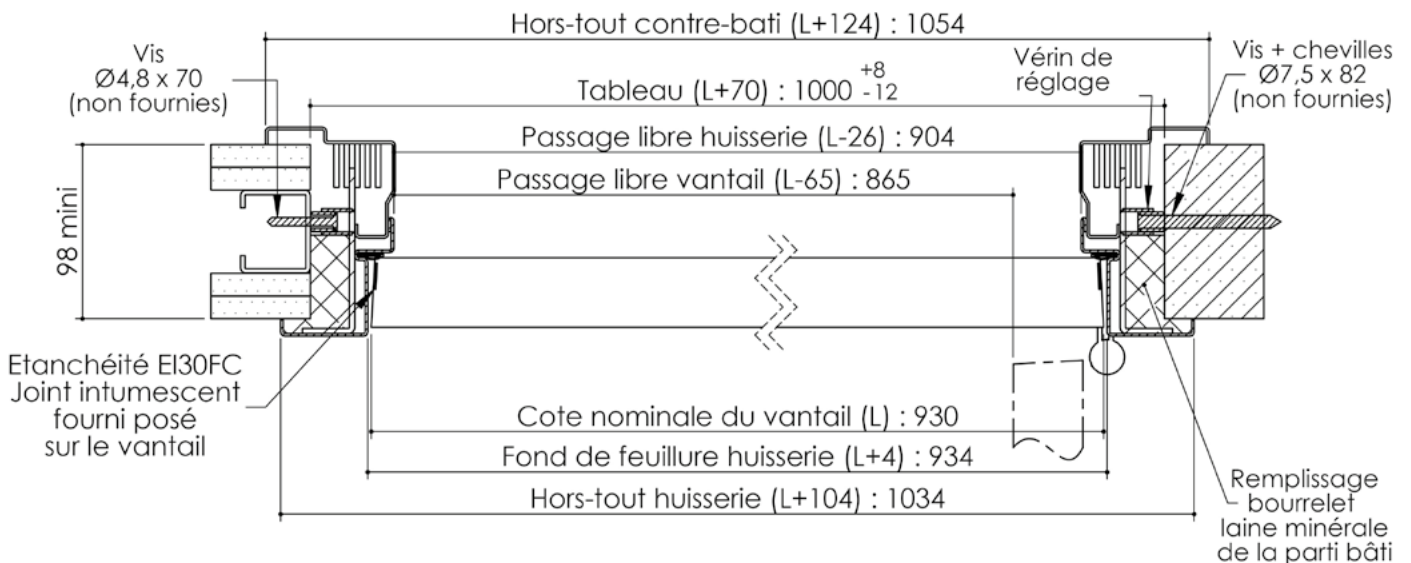 Hors-tout contre-bati (L+124) : 1054
Vis
Ø4,8 x 70
(non fournies)
Vérin de
réglage
Vis + chevilles
Ø7,5 x 82
(non fournies)
Tableau (L+70) : 1000 +8 -12
Passage libre huisserie (L-26) : 904
Passage libre vantail (L-65) : 865
98 mini
Etanchéité EI30FC
Joint intumescent
fourni posé
sur le vantail
Cote nominale du vantail (L) : 930
Fond de feuillure huisserie (L+4) : 934
Hors-tout huisserie (L+104) : 1034
Remplissage
bourrelet
laine minérale
de la parti bâti